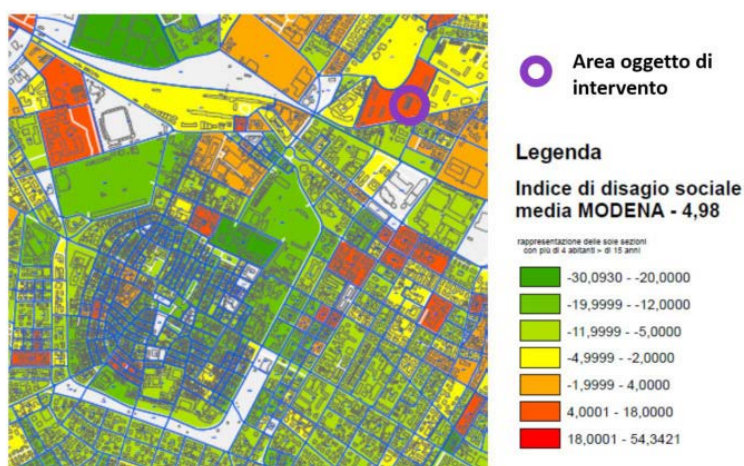 Area oggetto di
intervento
Legenda
Indice di disagio sociale
media MODENA - 4,98
rappresentazione delle sole sezioni
con più di 4 abitanti > di 15 anni
-30,0930 - -20,0000
-19,9999 - -12,0000
-11,9999 - -5,0000
-4,9999 - -2,0000
-1,9999 - 4,0000
4,0001 - 18,0000
18,0001 - 54,3421